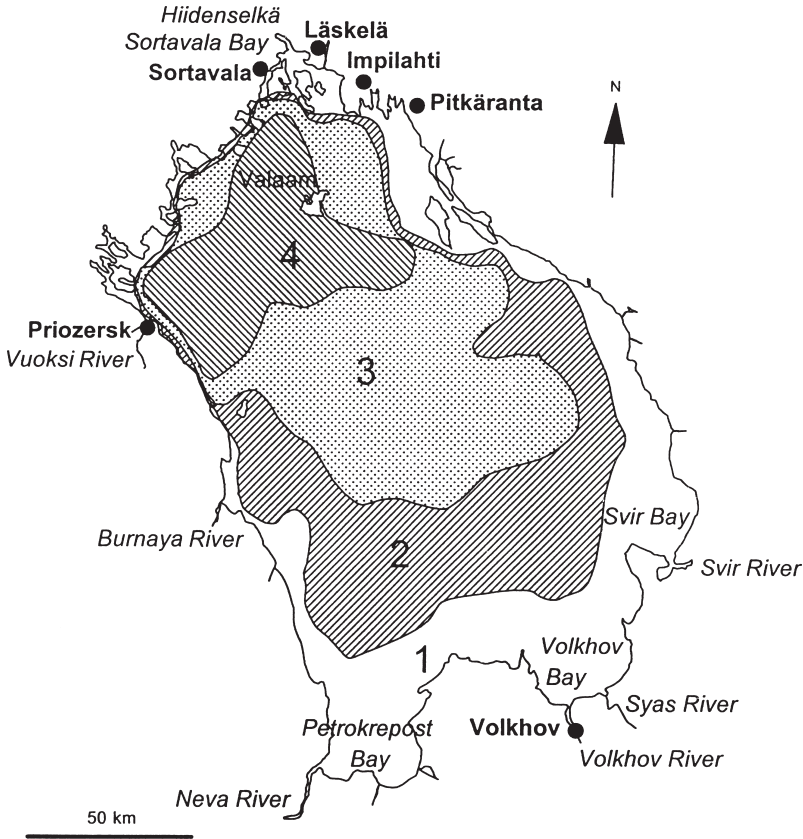 Hiidenselkä
Sortavala Bay
Läskelä
Impilahti
Sortavala
Pitkäranta
N
Valaam
4
Priozersk
Vuoksi River
3
Burnaya River
2
Svir Bay
Svir River
1
Volkhov
Bay
Syas River
Petrokrepost
Bay
Volkhov
Volkhov River
Neva River
50 km